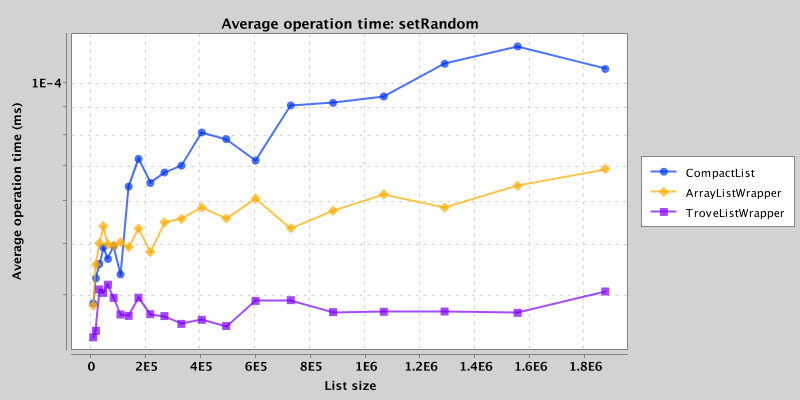 Average operation time: setRandom
Average operation time (ms)
1E-4
0 2E5 4E5 6E5 8E5 1E6 1.2E6 1.4E6 1.6E6 1.8E6
List size
CompactList
ArrayListWrapper
TroveListWrapper